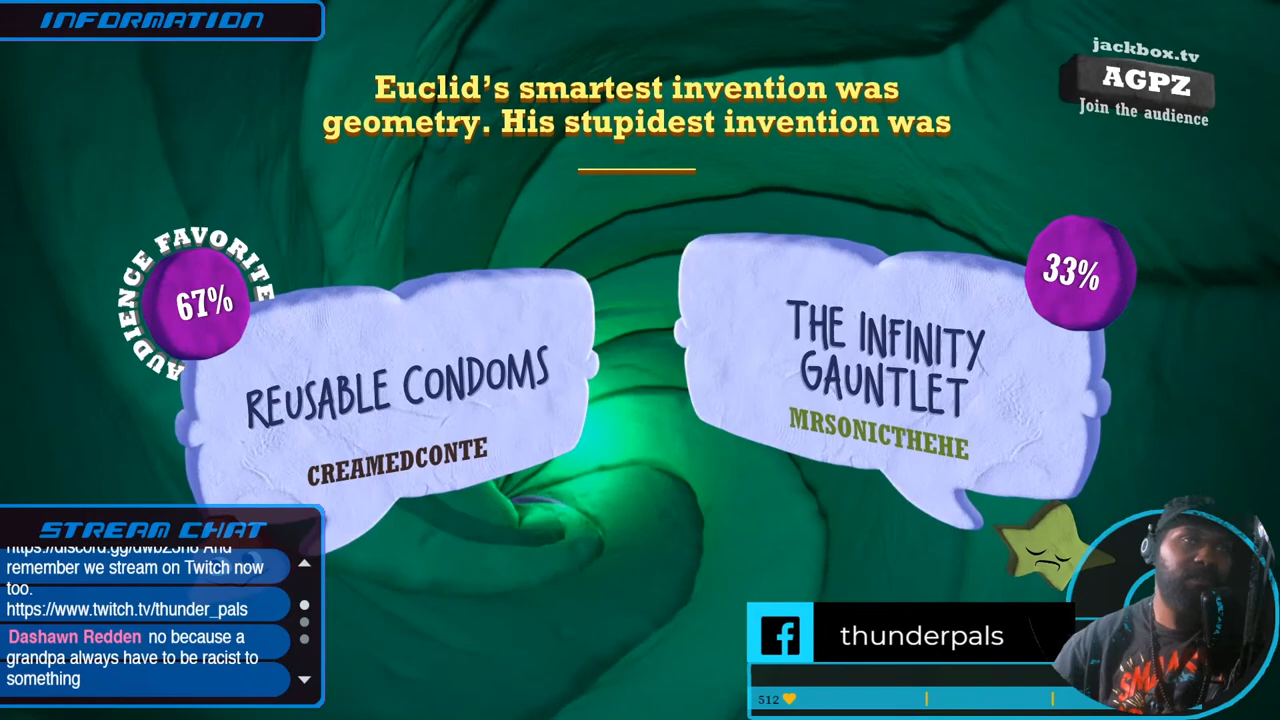 INFORMATION
jackbox.tv
AGPZ
Join the audience
Euclid's smartest invention was
geometry. His stupidest invention was
AUDIENCE FAVORITE
67%
33%
REUSABLE CONDOMS
CREAMEDCONTE
THE INFINITY
GAUNTLET
MRSONICTHEHE
STREAM CHAT
And
remember we stream on Twitch now
too.
https://www.twitch.tv/thunder_pals
Dashawn Redden no because a
grandpa always have to be racist to
something
thunderpals
512